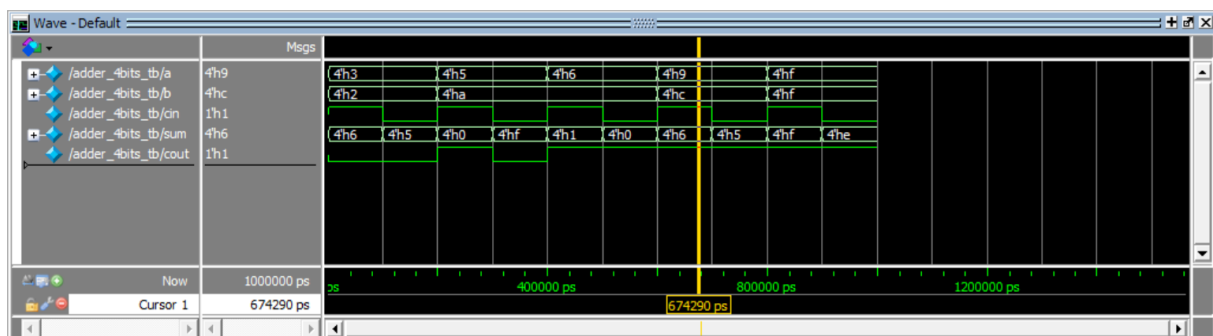 Wave - Default
Msgs
/adder_4bits_tb/a 4'h9 4'h3 4'h5 4'h6 4'h9 4'hf
/adder_4bits_tb/b 4'hc 4'h2 4'ha 4'hc 4'hf
/adder_4bits_tb/cin 1'h1
/adder_4bits_tb/sum 4'h6 4'h6 4'h5 4'h0 4'hf 4'h1 4'h0 4'h6 4'h5 4'hf 4'he
/adder_4bits_tb/cout 1'h1
Now 1000000 ps ps 400000 ps 800000 ps 1200000 ps
Cursor 1 674290 ps 674290 ps